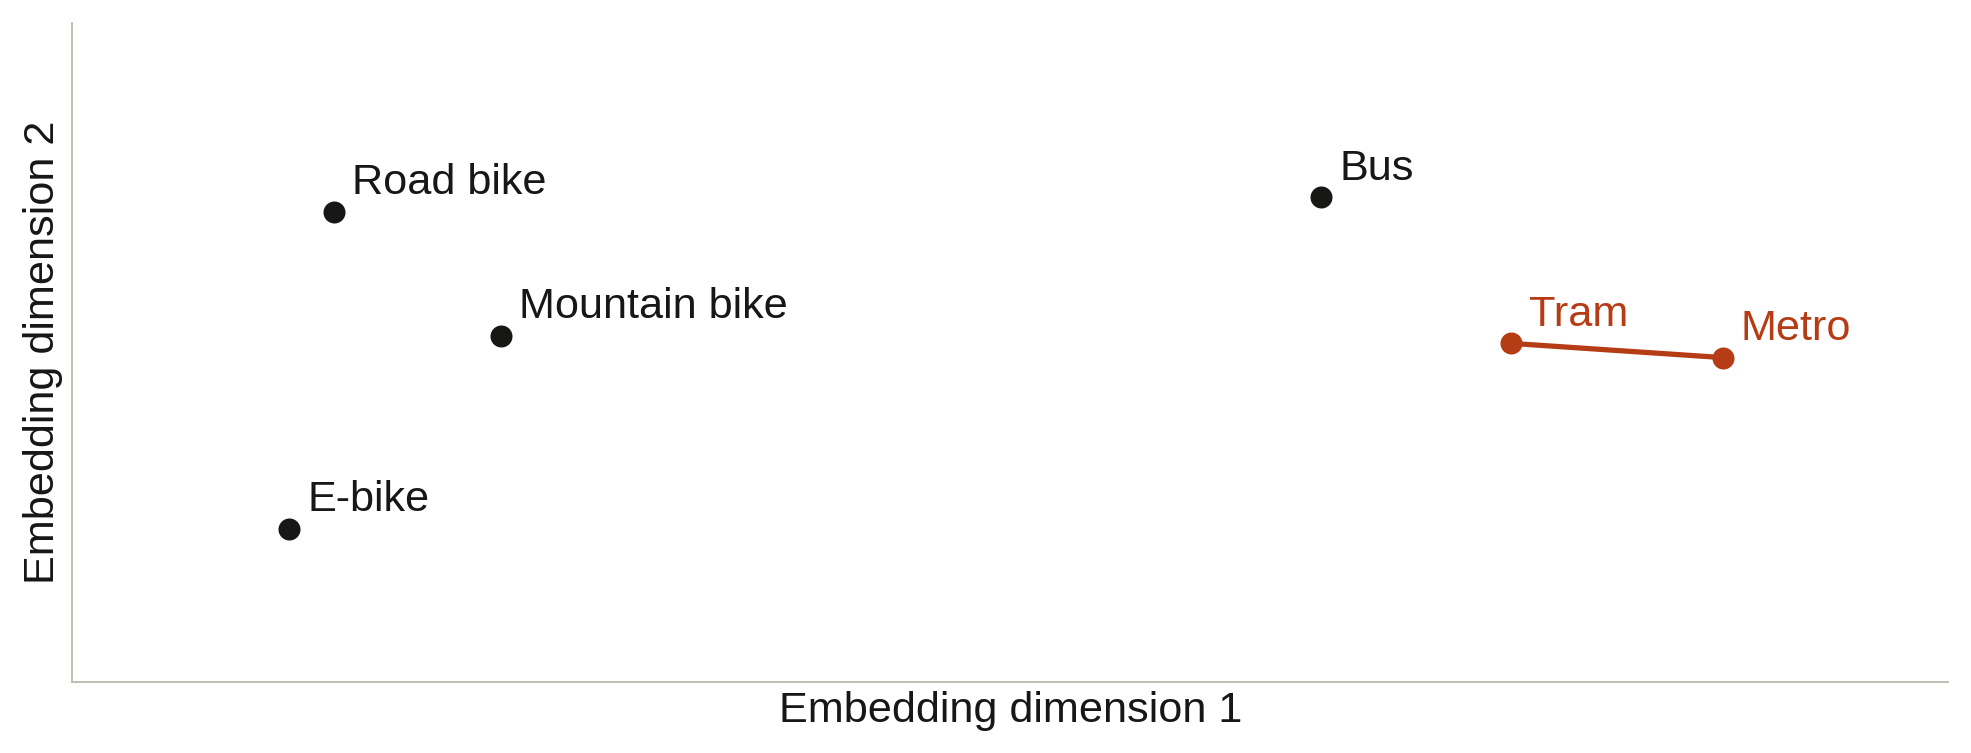 Embedding dimension 2
Road bike
Bus
Mountain bike
Tram
Metro
E-bike
Embedding dimension 1